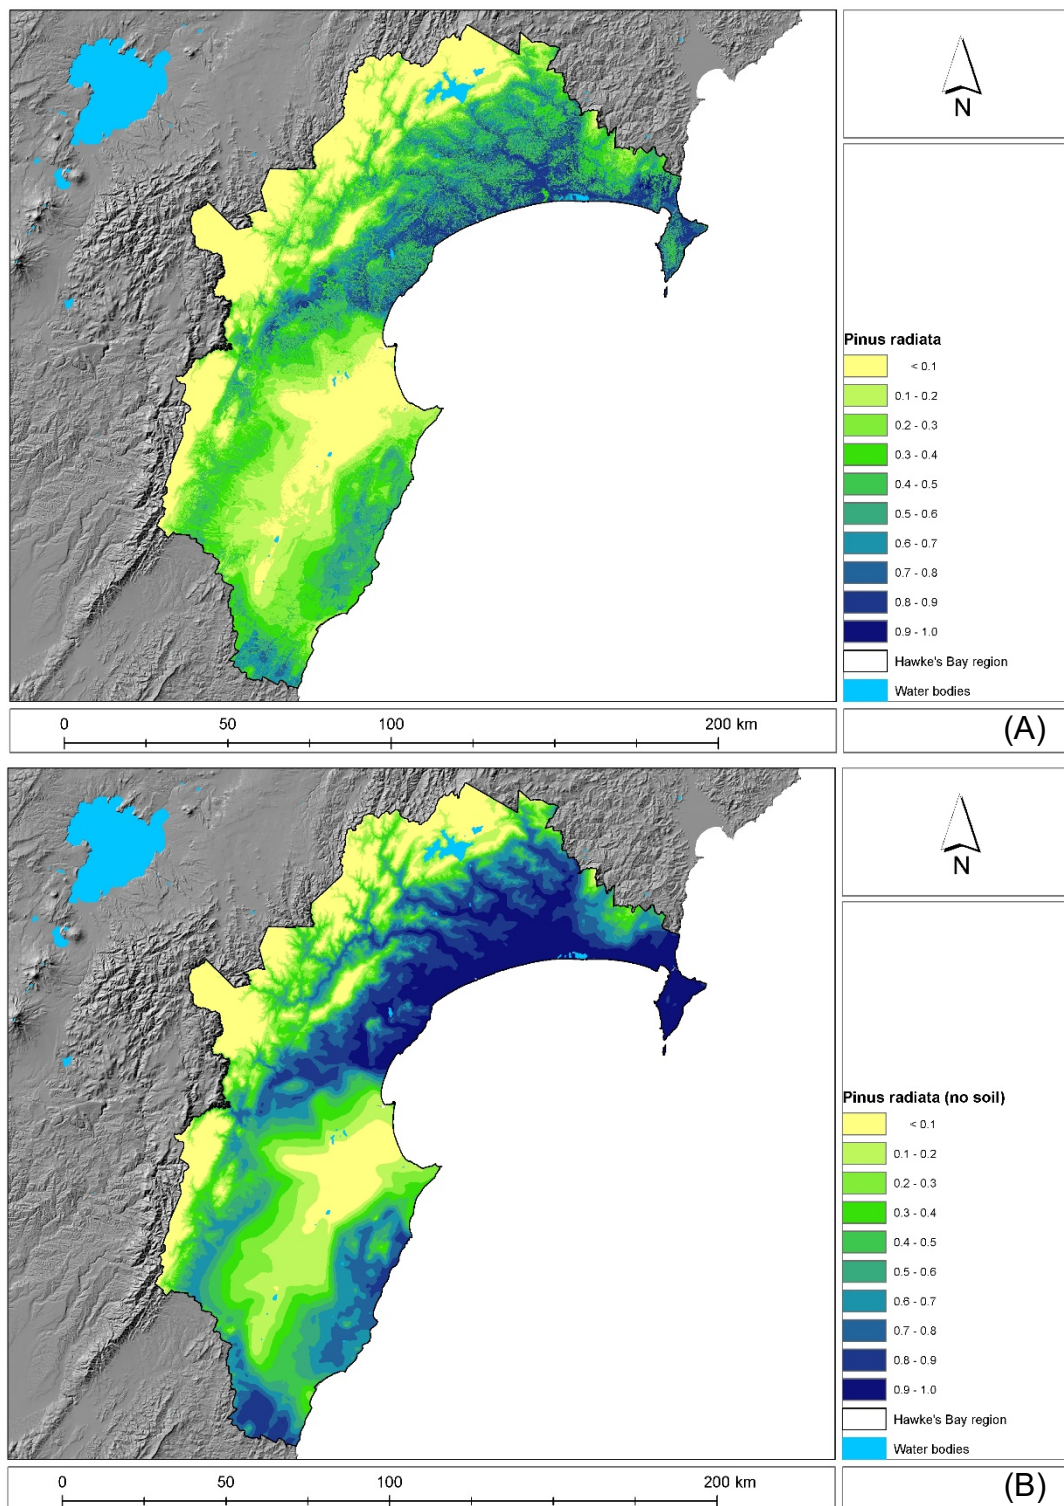 N
Pinus radiata
< 0.1
0.1 - 0.2
0.2 - 0.3
0.3 - 0.4
0.4 - 0.5
0.5 - 0.6
0.6 - 0.7
0.7 - 0.8
0.8 - 0.9
0.9 - 1.0
Hawke's Bay region
Water bodies
0 50 100 200 km
(A)
N
Pinus radiata (no soil)
< 0.1
0.1 - 0.2
0.2 - 0.3
0.3 - 0.4
0.4 - 0.5
0.5 - 0.6
0.6 - 0.7
0.7 - 0.8
0.8 - 0.9
0.9 - 1.0
Hawke's Bay region
Water bodies
0 50 100 200 km
(B)